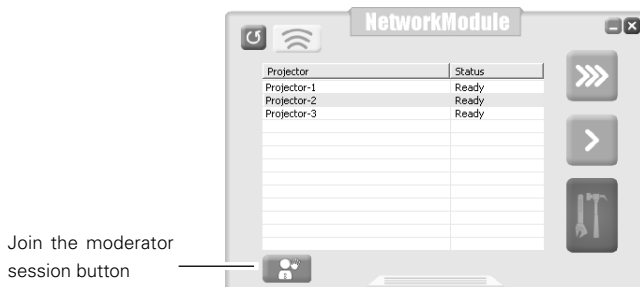 NetworkModule
Projector Status
Projector-1 Ready
Projector-2 Ready
Projector-3 Ready
Join the moderator
session button